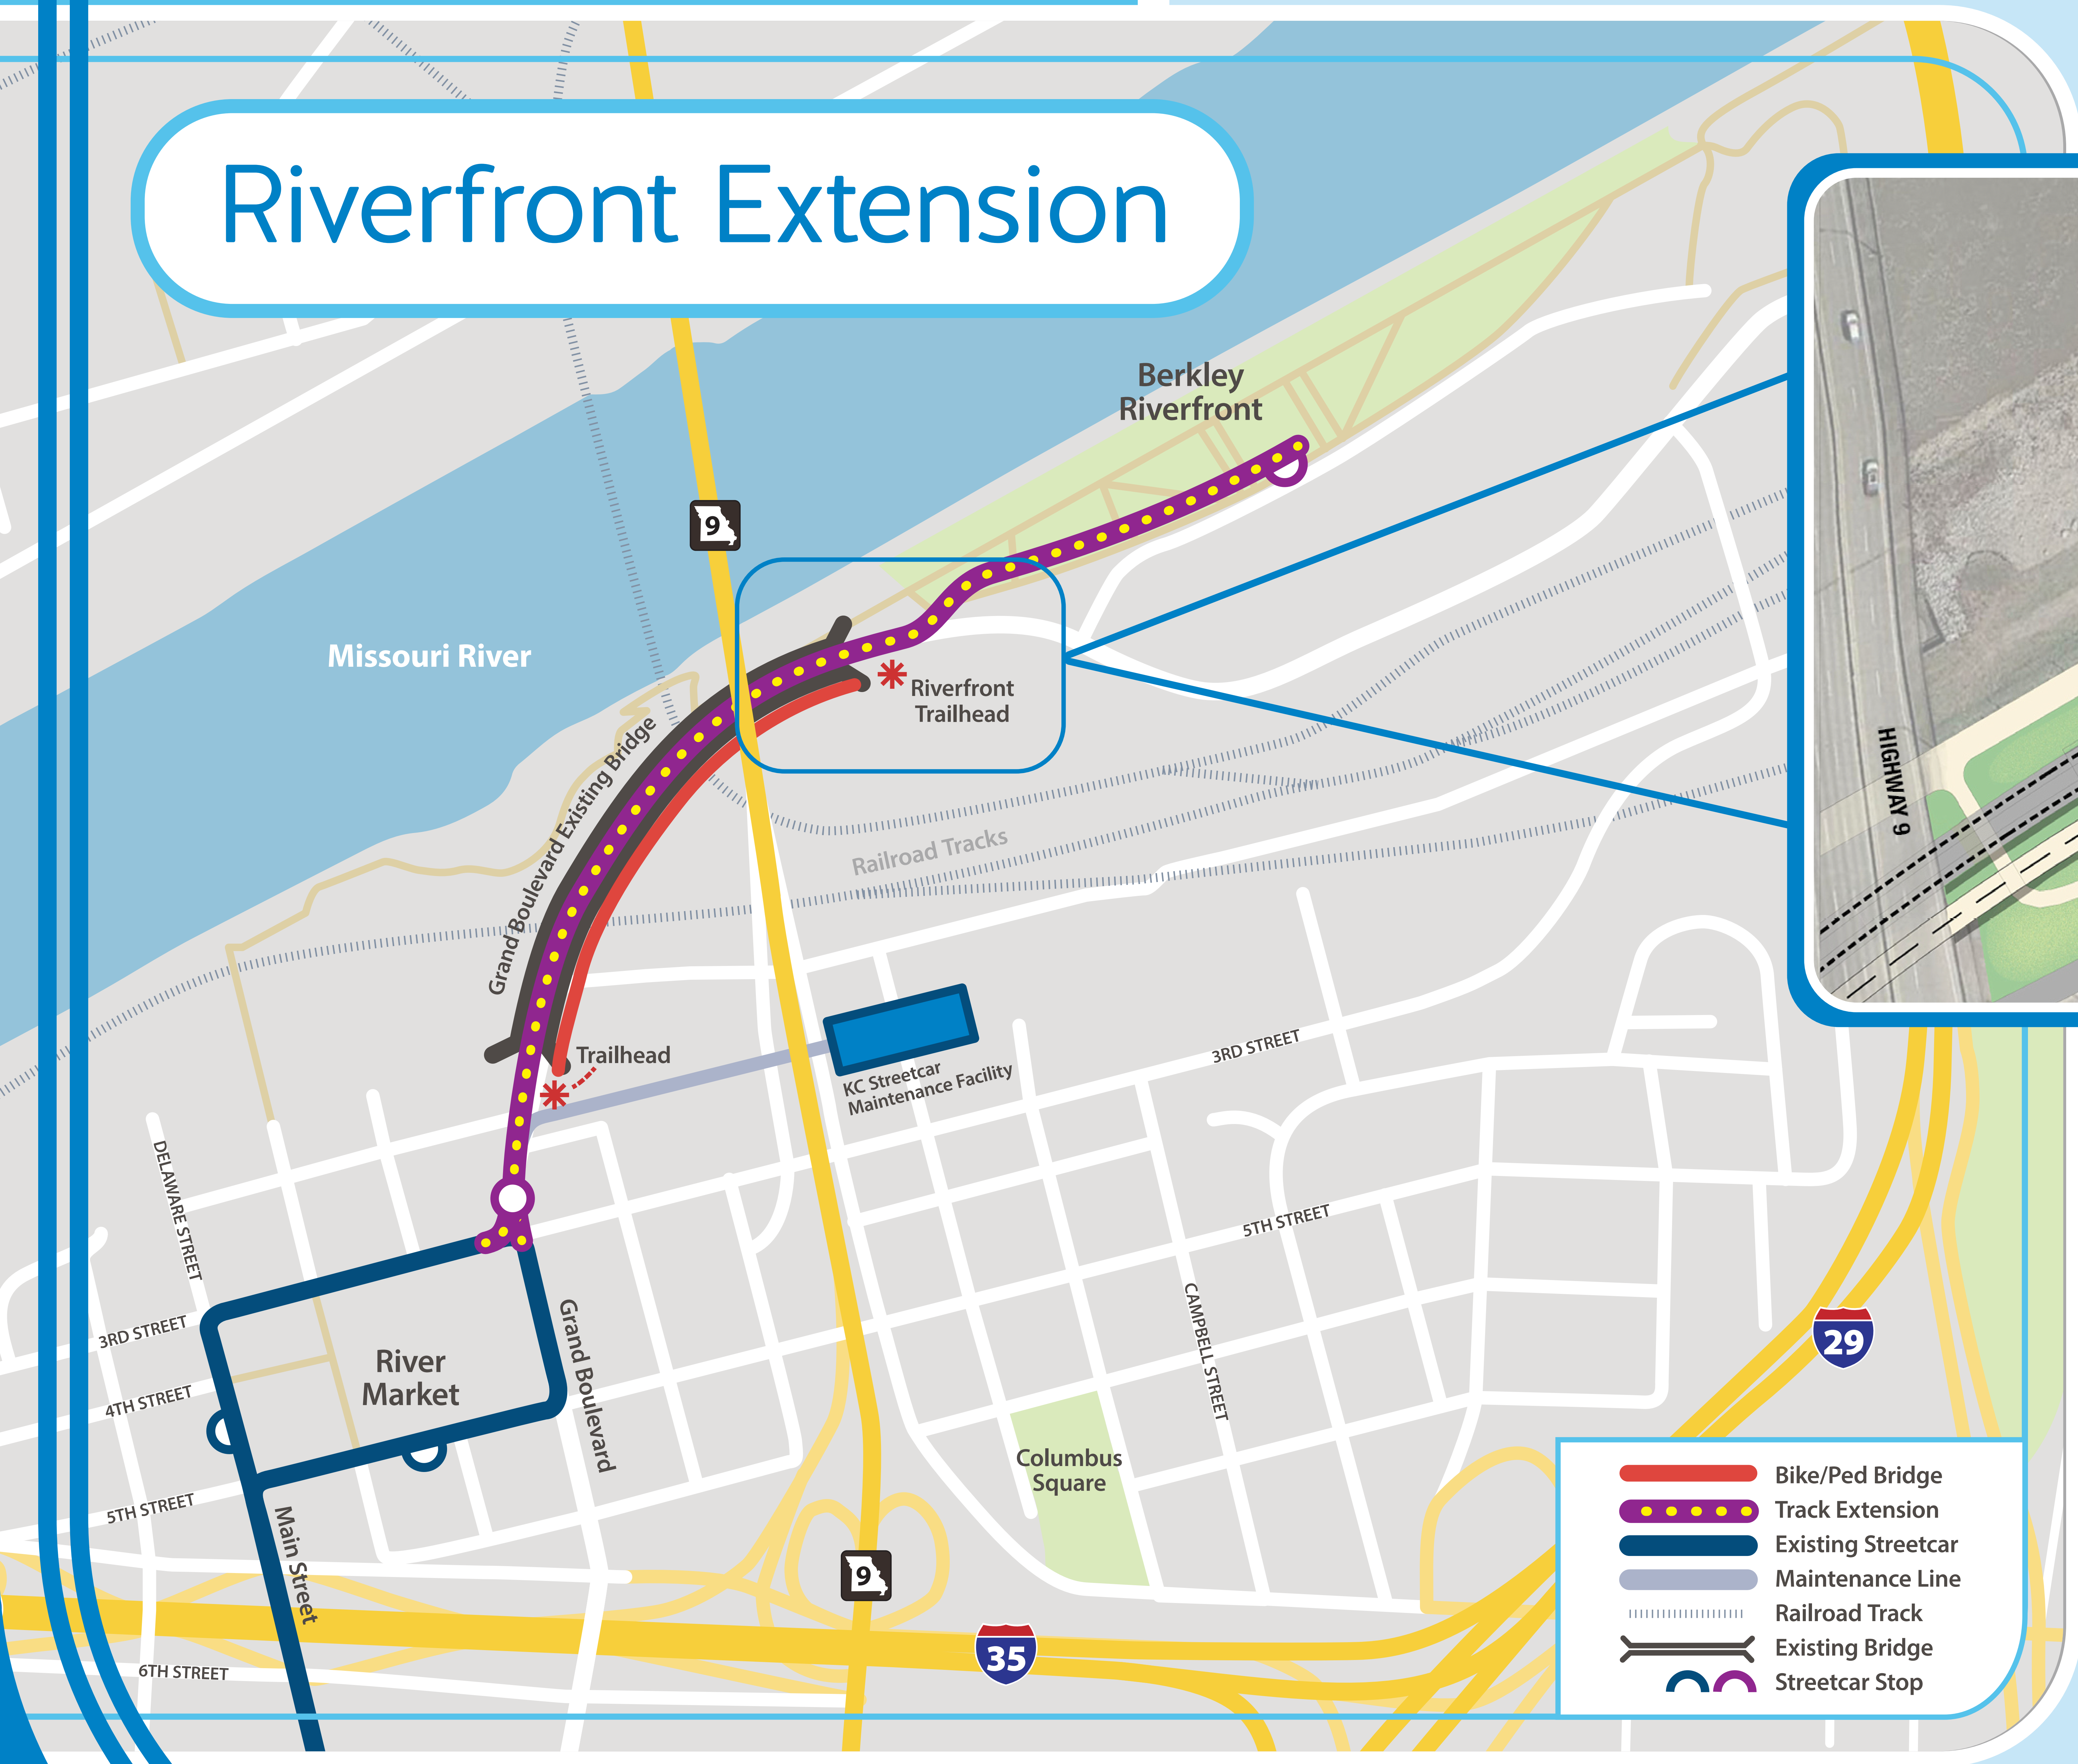 Riverfront Extension
Berkley
Riverfront
9
Missouri River
Riverfront
Trailhead
Grand Boulevard Existing Bridge
HIGHWAY 9
Railroad Tracks
Trailhead
KC Streetcar
Maintenance Facility
3RD STREET
DELAWARE STREET
5TH STREET
3RD STREET
River
Market
Grand Boulevard
CAMPBELL STREET
29
4TH STREET
5TH STREET
Main Street
Columbus
Square
9
35
6TH STREET
Bike/Ped Bridge
Track Extension
Existing Streetcar
Maintenance Line
Railroad Track
Existing Bridge
Streetcar Stop